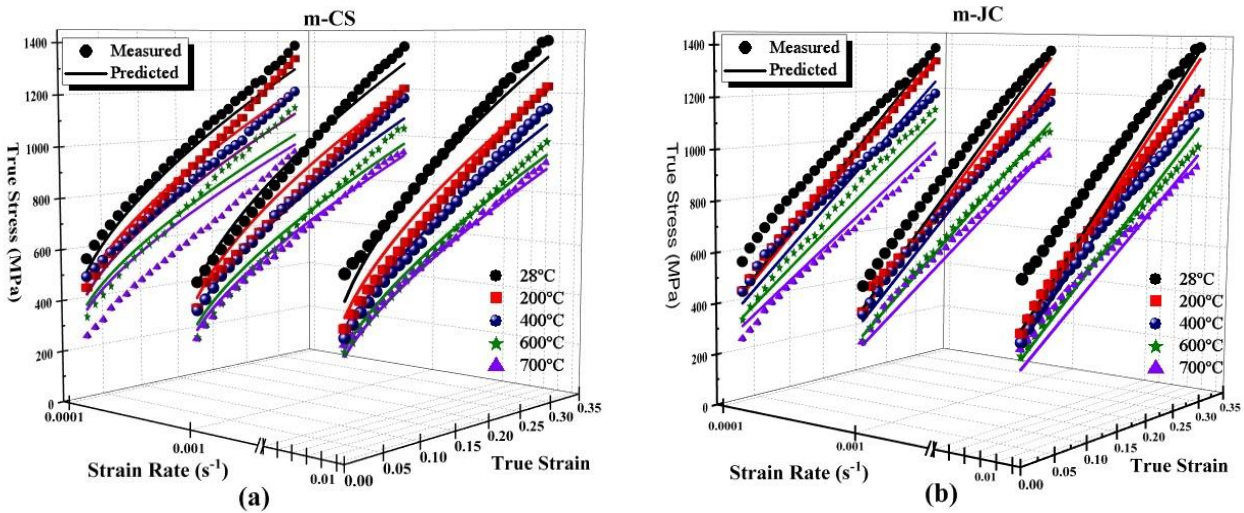 m-CS
1400
1200
1000
800
600
400
200
0
True Stress (MPa)
Measured
Predicted
28°C
200°C
400°C
600°C
700°C
0.0001
0.001
0.01
Strain Rate (s⁻¹)
0.00
0.05
0.10
0.15
0.20
0.25
0.30
0.35
True Strain
(a)
m-JC
1400
1200
1000
800
600
400
200
0
True Stress (MPa)
Measured
Predicted
28°C
200°C
400°C
600°C
700°C
0.0001
0.001
0.01
Strain Rate (s⁻¹)
0.00
0.05
0.10
0.15
0.20
0.25
0.30
0.35
True Strain
(b)